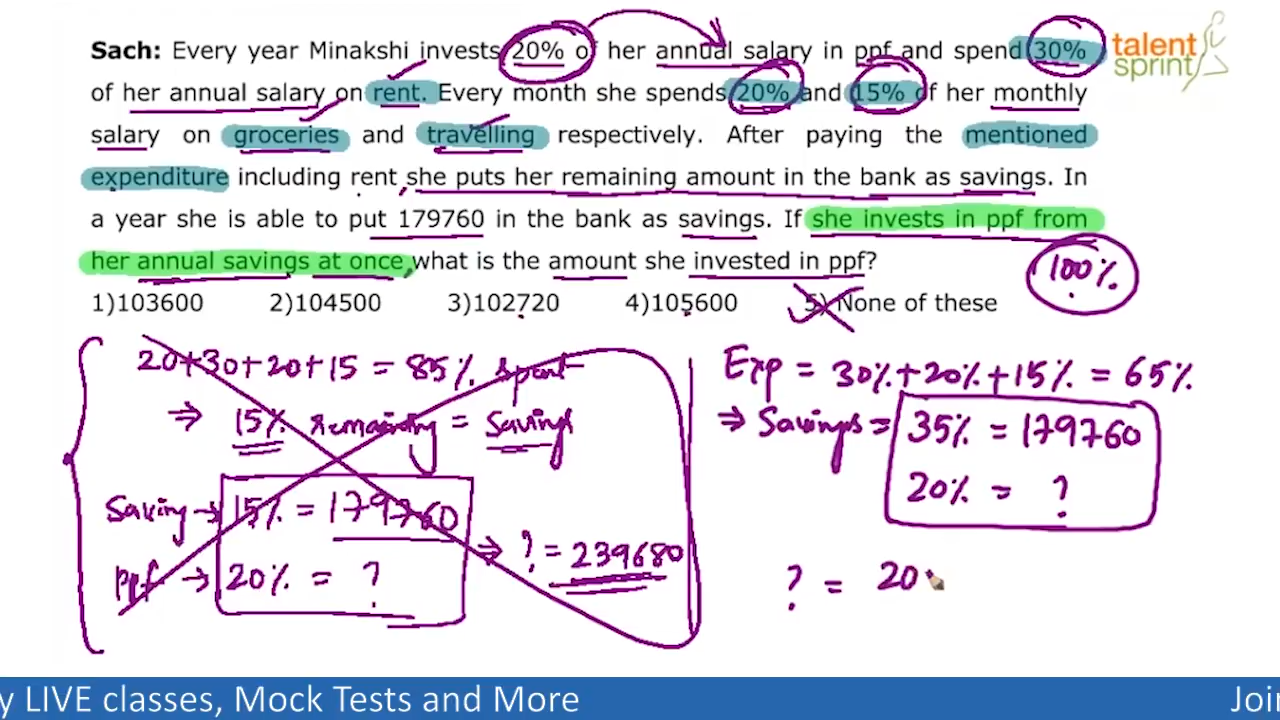 Sach: Every year Minakshi invests 20% of her annual salary in ppf and spend 30%
of her annual salary on rent. Every month she spends 20% and 15% of her monthly
salary on groceries and travelling respectively. After paying the mentioned
expenditure including rent she puts her remaining amount in the bank as savings. In
a year she is able to put 179760 in the bank as savings. If she invests in ppf from
her annual savings at once, what is the amount she invested in ppf?
1)103600 2)104500 3)102720 4)105600 5) None of these
talent
sprint
100%
20+30+20+15 = 85% spent
⇒ 15% remaining = Savings
Saving → 15% = 179760
ppf → 20% = ?
⇒ ? = 239680
Exp = 30%+20%+15% = 65%
⇒ Savings = 35% = 179760
20% = ?
? = 20
y LIVE classes, Mock Tests and More
Joi